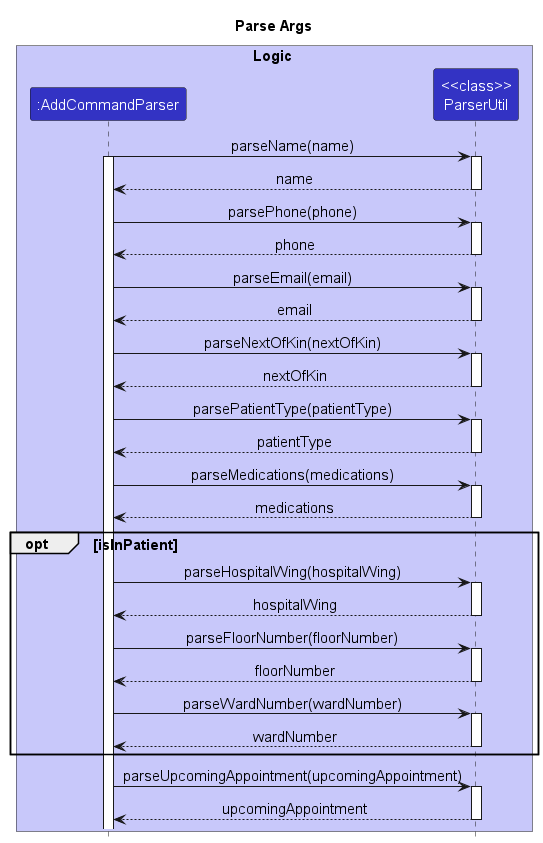 Parse Args
Logic
:AddCommandParser
<<class>>
ParserUtil
parseName(name)
name
parsePhone(phone)
phone
parseEmail(email)
email
parseNextOfKin(nextOfKin)
nextOfKin
parsePatientType(patientType)
patientType
parseMedications(medications)
medications
opt [isInPatient]
parseHospitalWing(hospitalWing)
hospitalWing
parseFloorNumber(floorNumber)
floorNumber
parseWardNumber(wardNumber)
wardNumber
parseUpcomingAppointment(upcomingAppointment)
upcomingAppointment